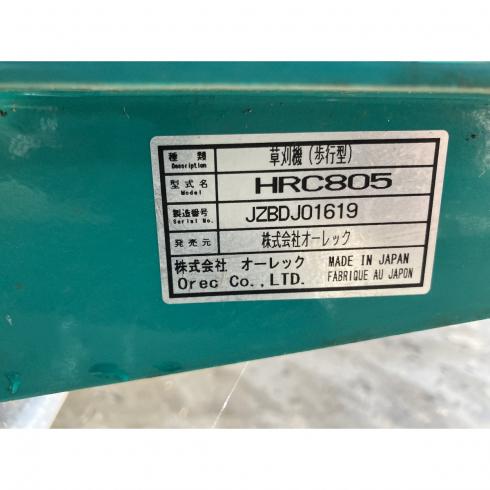 種類 草刈機(歩行型)
Description
型式名 HRC805
Model
製造番号 JZBDJ01619
Serial No.
発売元 株式会社オーレック
株式会社 オーレック MADE IN JAPAN
Orec Co.,LTD. FABRIQUE AU JAPON